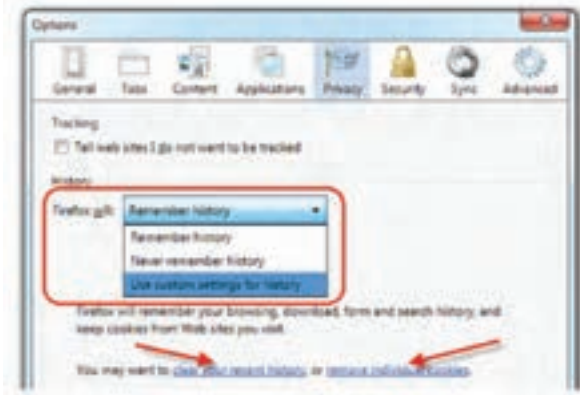 Options
General Tabs Content Applications Privacy Security Sync Advanced
Tracking
Tell web sites I do not want to be tracked
History
Firefox will: Remember history
Remember history
Never remember history
Use custom settings for history
Firefox will remember your browsing, download, form and search history, and
keep cookies from Web sites you visit.
You may want to clear your recent history, or remove individual cookies.